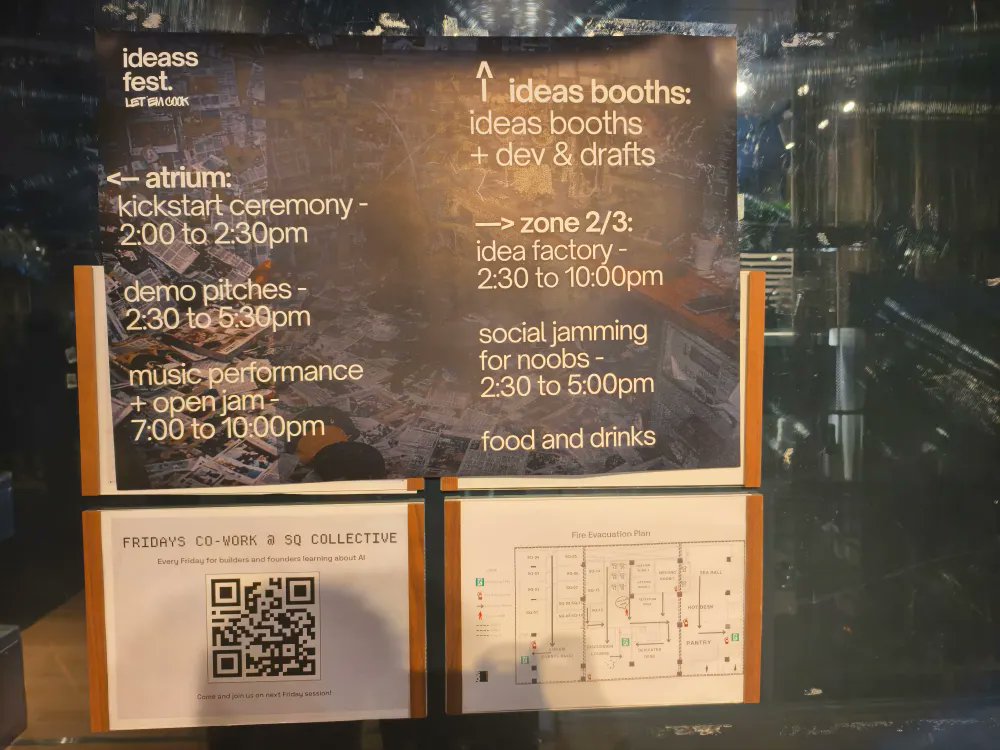 ideass
fest.
LET EM COOK
<— atrium:
kickstart ceremony -
2:00 to 2:30pm
demo pitches -
2:30 to 5:30pm
music performance
+ open jam -
7:00 to 10:00pm
ideas booths:
ideas booths
+ dev & drafts
—> zone 2/3:
idea factory -
2:30 to 10:00pm
social jamming
for noobs -
2:30 to 5:00pm
food and drinks
FRIDAYS CO-WORK @ SQ COLLECTIVE
Every Friday for builders and founders learning about AI
Come and join us on next Friday session!
Fire Evacuation Plan
SEA HALL
HOT DESK
PANTRY